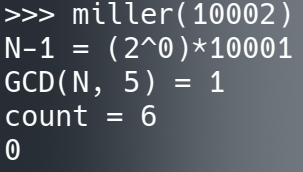 >>> miller(10002)
N-1 = (2^0)*10001
GCD(N, 5) = 1
count = 6
0